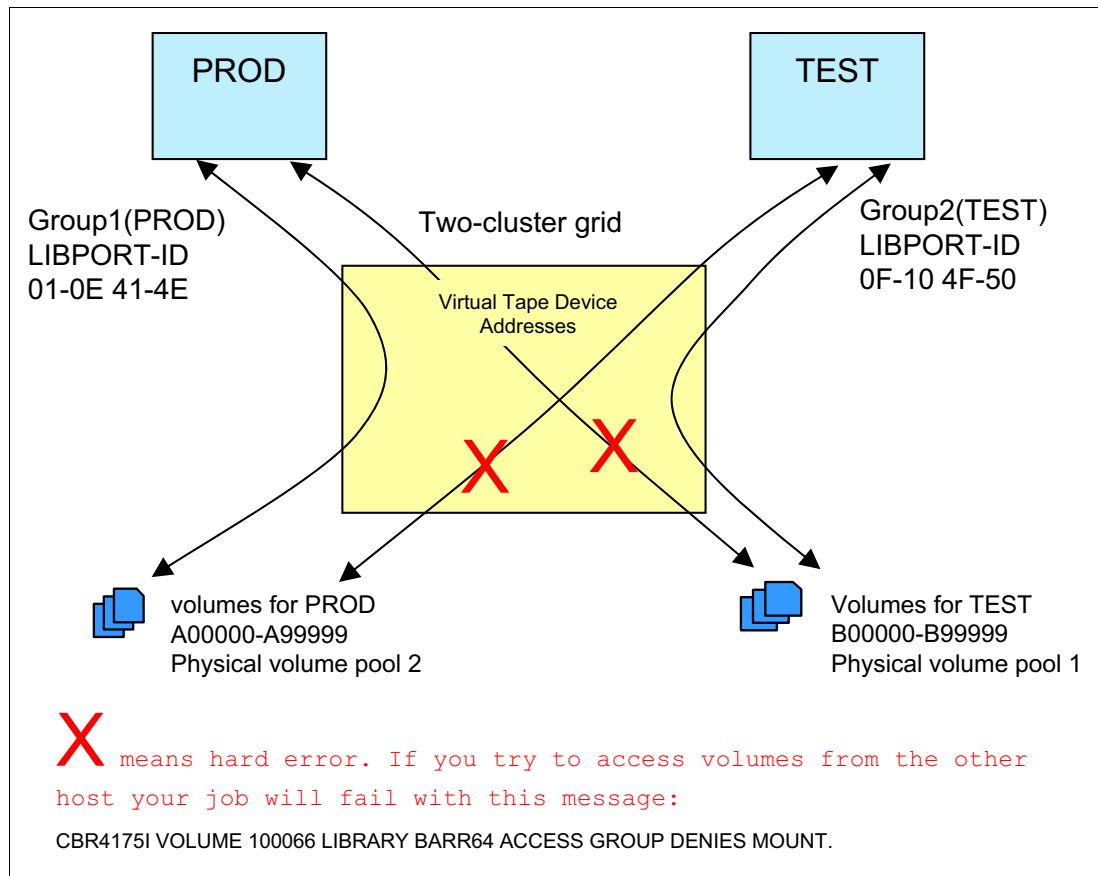 PROD
TEST
Group1(PROD)
LIBPORT-ID
01-0E 41-4E
Two-cluster grid
Group2(TEST)
LIBPORT-ID
0F-10 4F-50
Virtual Tape Device
Addresses
X
X
volumes for PROD
A00000-A99999
Physical volume pool 2
Volumes for TEST
B00000-B99999
Physical volume pool 1
X means hard error. If you try to access volumes from the other
host your job will fail with this message:
CBR4175I VOLUME 100066 LIBRARY BARR64 ACCESS GROUP DENIES MOUNT.